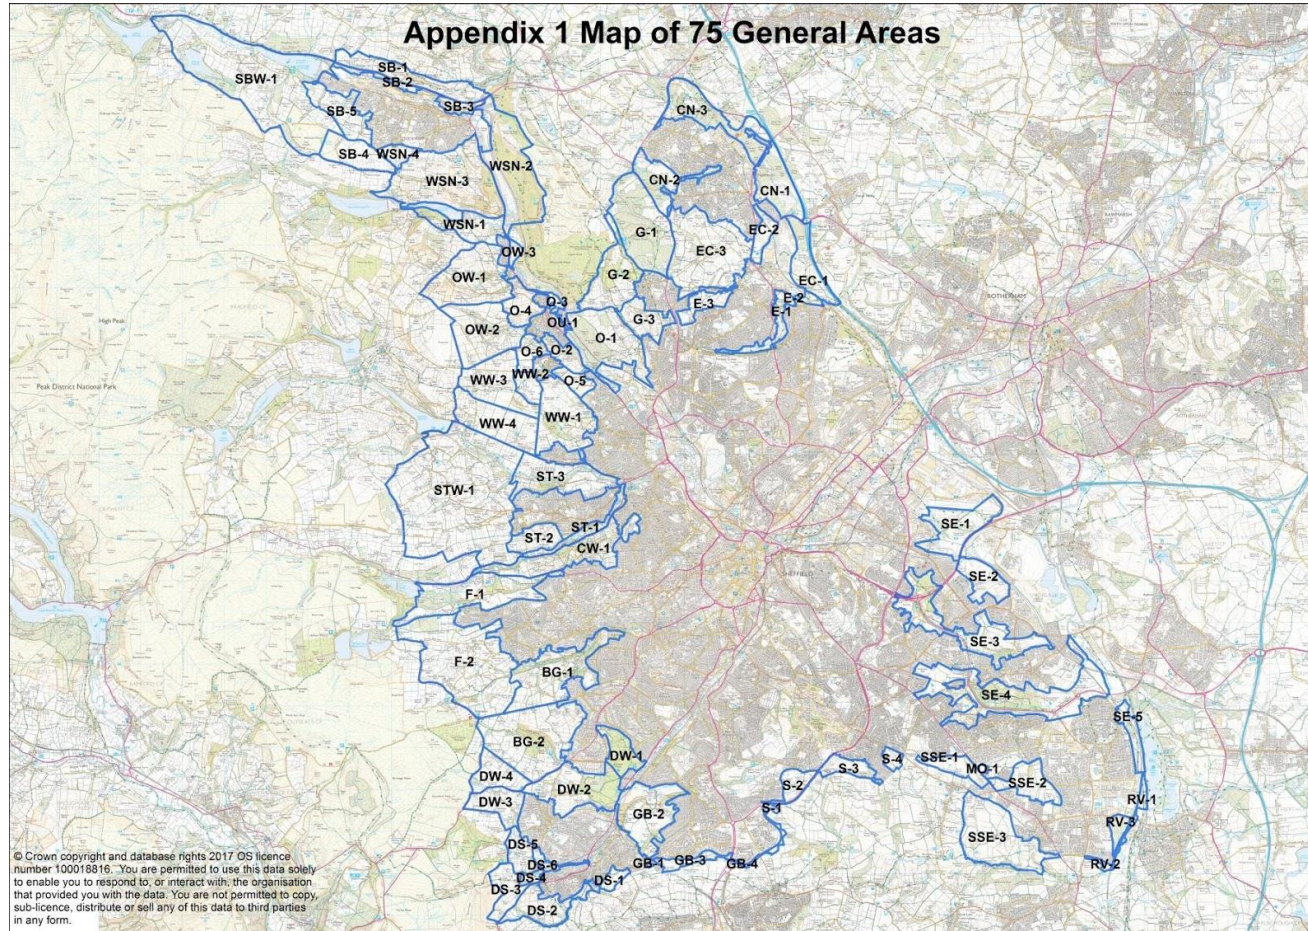 Appendix 1 Map of 75 General Areas
SB-1
SBW-1
SB-2
SB-3
SB-5
CN-3
SB-4
WSN-4
WSN-2
WSN-3
CN-2
CN-1
WSN-1
G-1
EC-2
OW-3
EC-3
OW-1
G-2
EC-1
O-3
E-3
E-2
O-4
E-1
OU-1
G-3
OW-2
O-1
O-6
O-2
WW-3
WW-2
O-5
WW-1
WW-4
ST-3
STW-1
ST-1
SE-1
ST-2
CW-1
SE-2
F-1
SE-3
F-2
BG-1
SE-4
SE-5
BG-2
DW-1
SSE-1
S-4
S-3
MO-1
DW-4
DW-2
S-2
SSE-2
DW-3
RV-1
S-1
GB-2
RV-3
SSE-3
DS-5
GB-1
GB-3
GB-4
RV-2
DS-6
DS-4
DS-1
DS-3
DS-2
High Peak
Peak District National Park
ROTHERHAM
SHEFFIELD
© Crown copyright and database rights 2017 OS licence
number 100018816. You are permitted to use this data solely
to enable you to respond to, or interact with, the organisation
that provided you with the data. You are not permitted to copy,
sub-licence, distribute or sell any of this data to third parties
in any form.